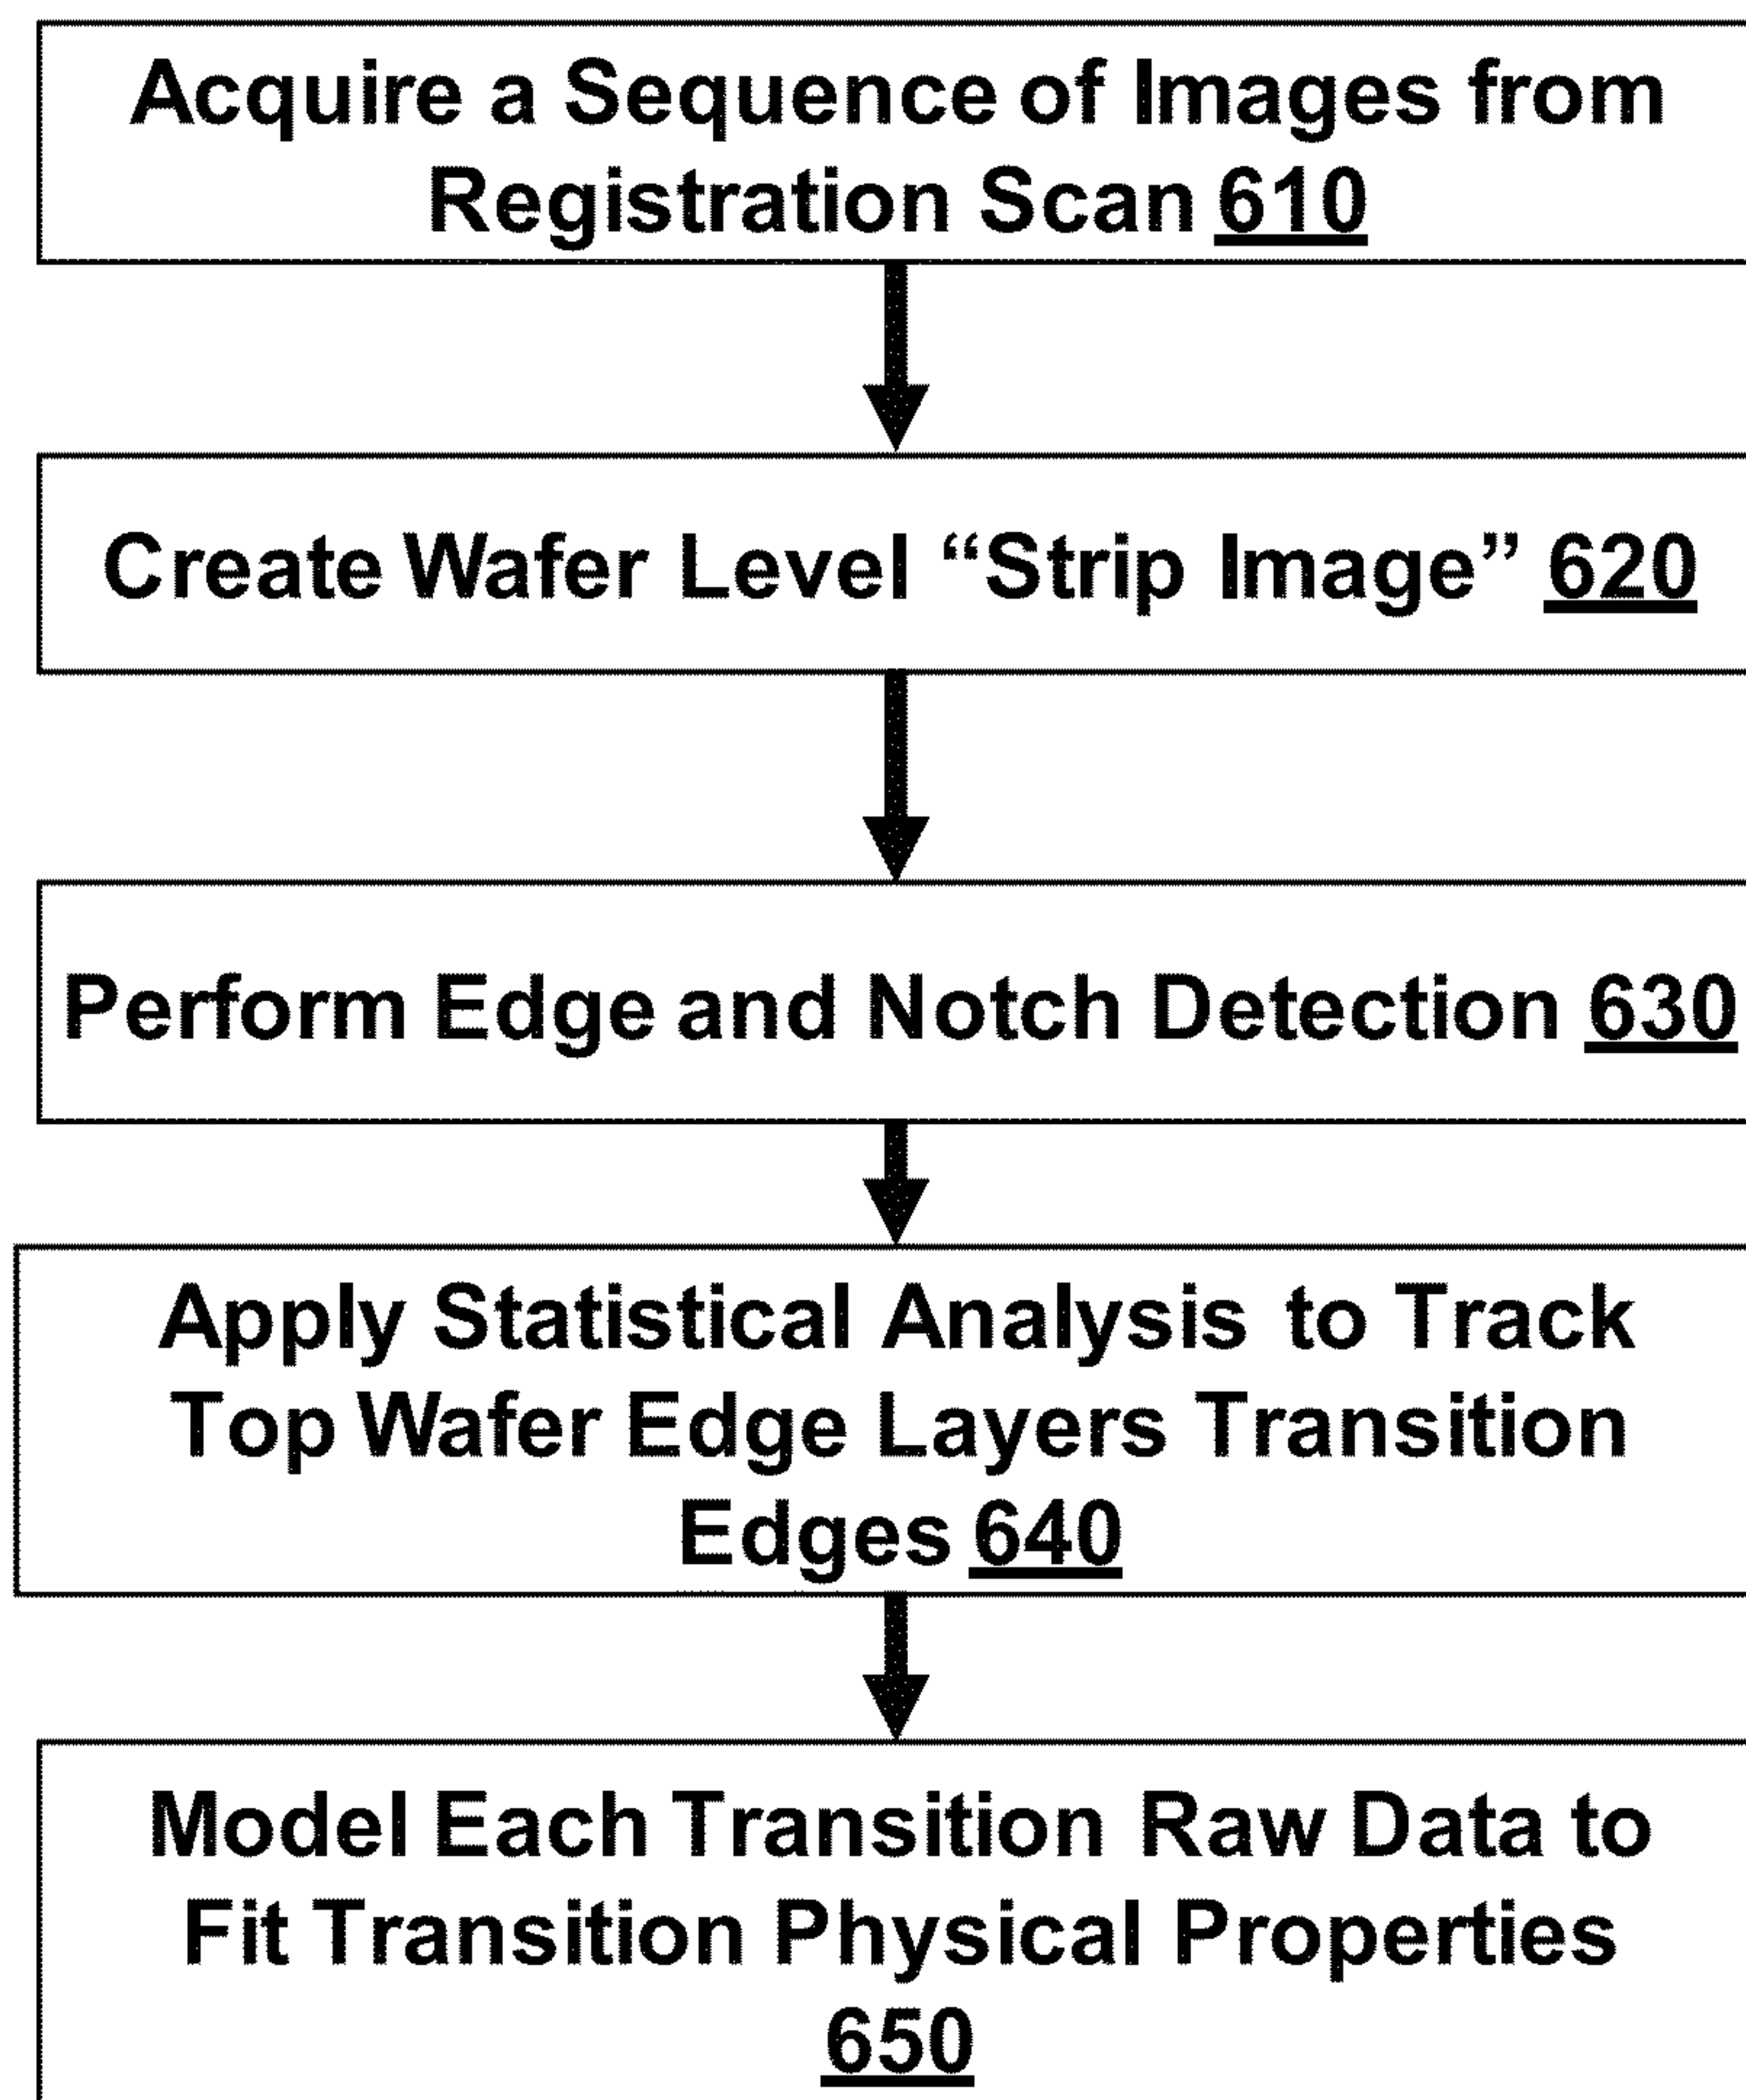 Acquire a Sequence of Images from
Registration Scan 610
Create Wafer Level “Strip Image” 620
Perform Edge and Notch Detection 630
Apply Statistical Analysis to Track
Top Wafer Edge Layers Transition
Edges 640
Model Each Transition Raw Data to
Fit Transition Physical Properties
650